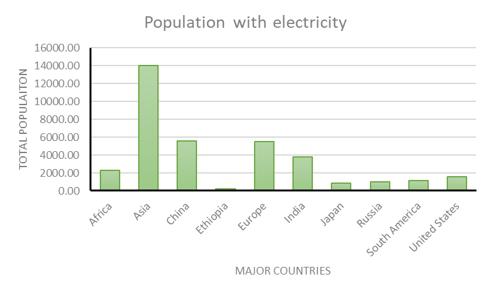 Population with electricity
TOTAL POPULAITON
16000.00
14000.00
12000.00
10000.00
8000.00
6000.00
4000.00
2000.00
0.00
Africa
Asia
China
Ethiopia
Europe
India
Japan
Russia
South America
United States
MAJOR COUNTRIES